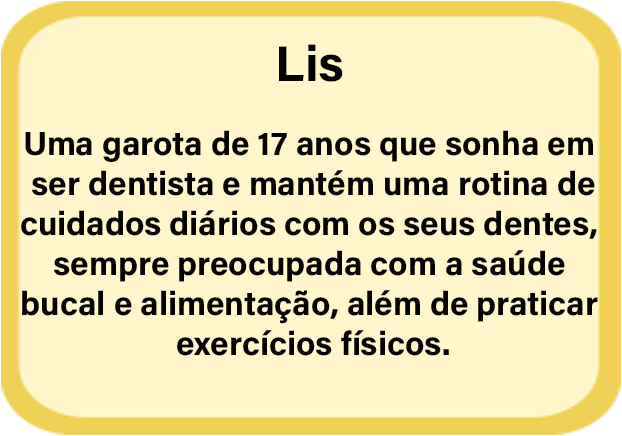 Lis
Uma garota de 17 anos que sonha em
ser dentista e mantém uma rotina de
cuidados diários com os seus dentes,
sempre preocupada com a saúde
bucal e alimentação, além de praticar
exercícios físicos.